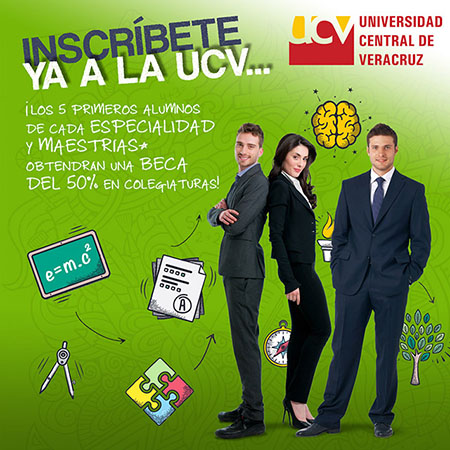 INSCRÍBETE
YA A LA UCV...
ucv
UNIVERSIDAD
CENTRAL DE
VERACRUZ
¡LOS 5 PRIMEROS ALUMNOS
DE CADA ESPECIALIDAD
Y MAESTRIAS*
OBTENDRÁN UNA BECA
DEL 50% EN COLEGIATURAS!
e=m.c²
A